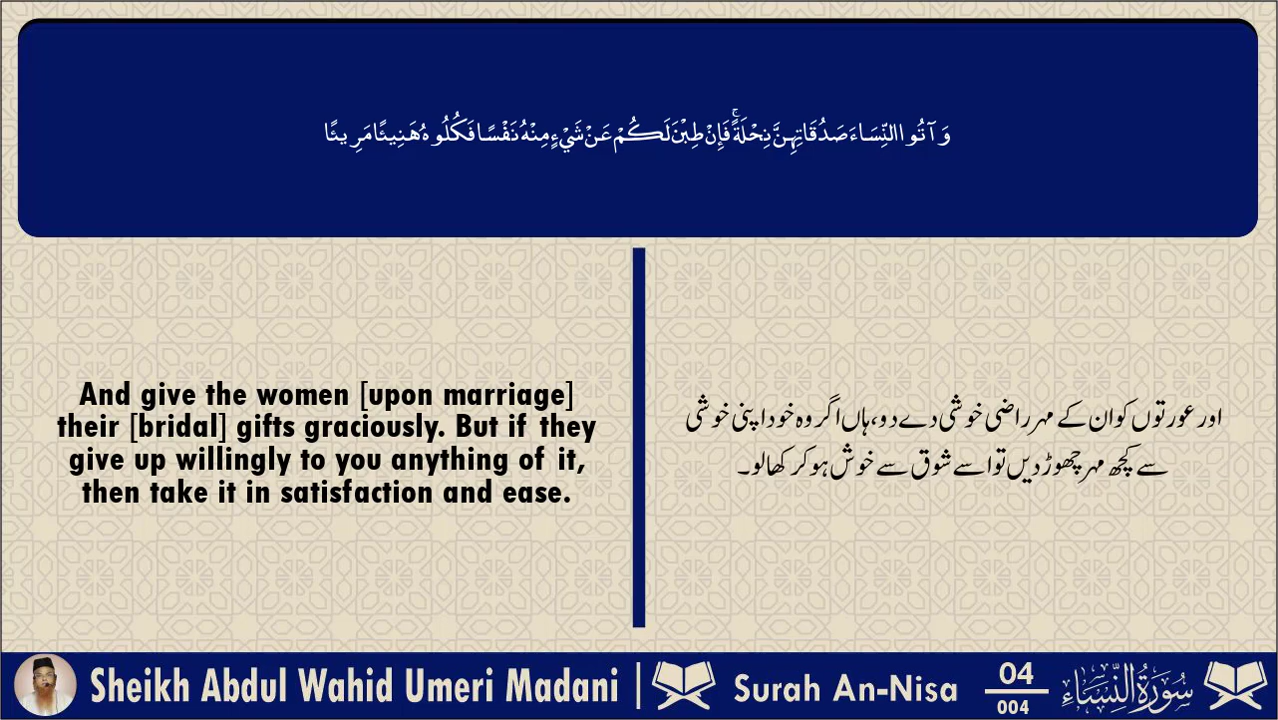 وَآتُوا النِّسَاءَ صَدُقَاتِهِنَّ نِحْلَةً ۚ فَإِنْ طِبْنَ لَكُمْ عَنْ شَيْءٍ مِنْهُ نَفْسًا فَكُلُوهُ هَنِيئًا مَرِيئًا
And give the women [upon marriage]
their [bridal] gifts graciously. But if they
give up willingly to you anything of it,
then take it in satisfaction and ease.
اور عورتوں کو ان کے مہر راضی خوشی دے دو، ہاں اگر وہ خود اپنی خوشی
سے کچھ مہر چھوڑ دیں تو اسے شوق سے خوش ہو کر کھا لو۔
Sheikh Abdul Wahid Umeri Madani |
Surah An-Nisa
04
004
سُورَةُ النِّسَاءِ